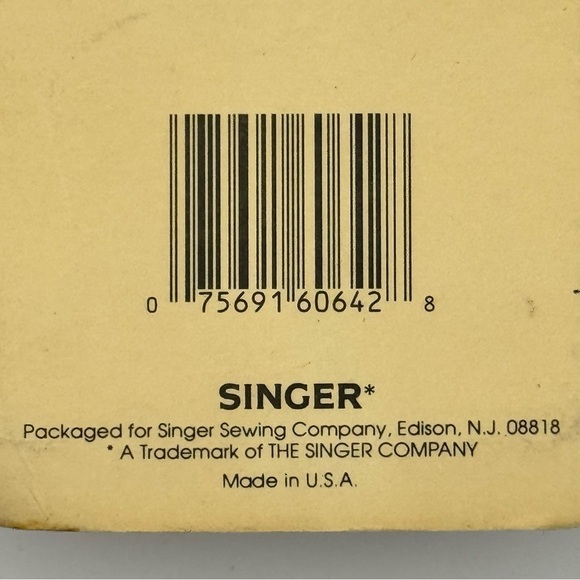 0 75691 60642 8
SINGER*
Packaged for Singer Sewing Company, Edison, N.J. 08818
* A Trademark of THE SINGER COMPANY
Made in U.S.A.